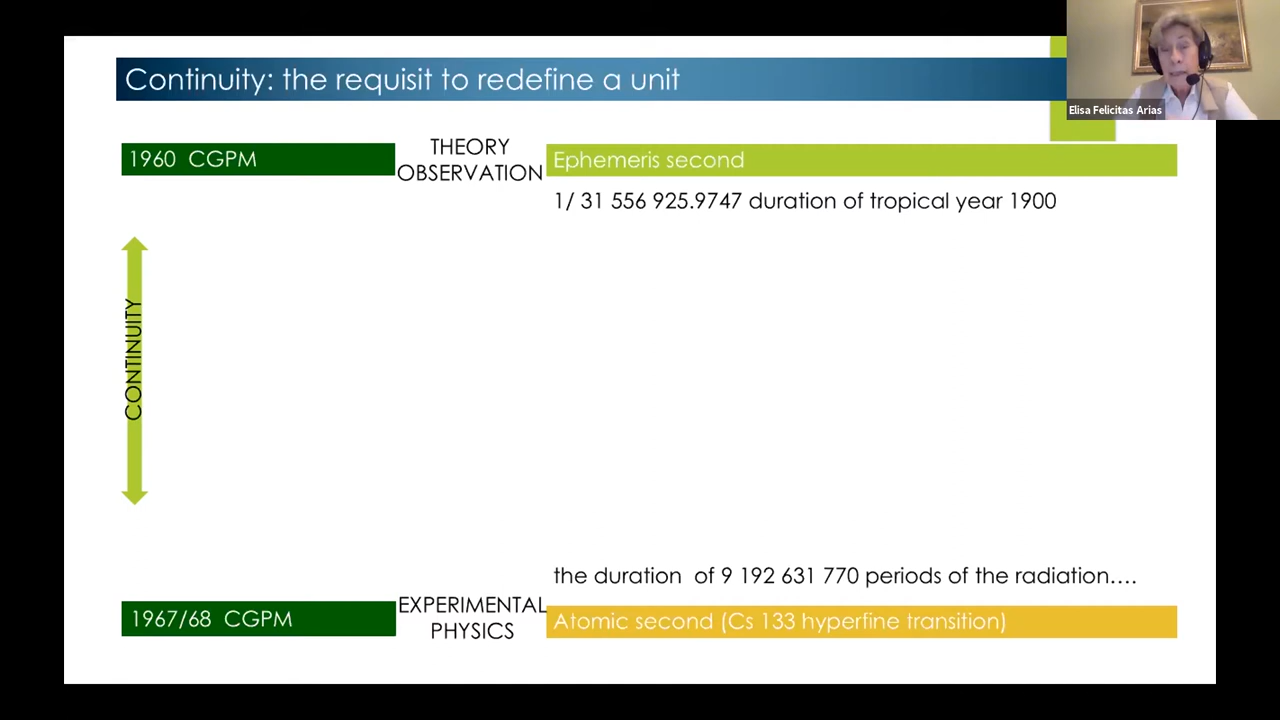 Continuity: the requisit to redefine a unit
Elisa Felicitas Arias
1960 CGPM
THEORY
OBSERVATION
Ephemeris second
1/ 31 556 925.9747 duration of tropical year 1900
CONTINUITY
the duration of 9 192 631 770 periods of the radiation....
1967/68 CGPM
EXPERIMENTAL
PHYSICS
Atomic second (Cs 133 hyperfine transition)